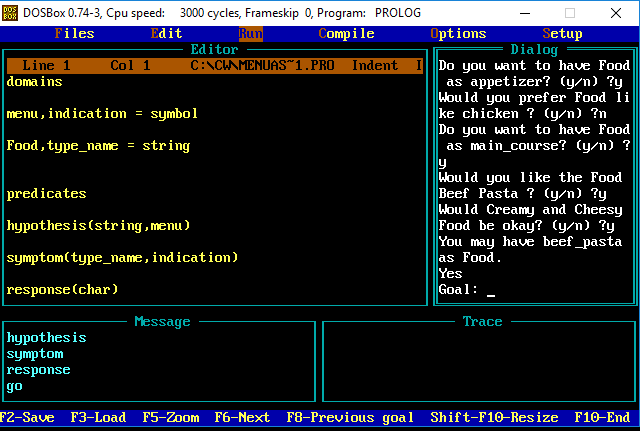 DOSBox 0.74-3, Cpu speed: 3000 cycles, Frameskip 0, Program: PROLOG
Files Edit Run Compile Options Setup
Editor
Line 1 Col 1 C:\CW\MENUAS~1.PRO Indent I
domains
menu,indication = symbol
Food,type_name = string
predicates
hypothesis(string,menu)
symptom(type_name,indication)
response(char)
Dialog
Do you want to have Food
as appetizer? (y/n) ?y
Would you prefer Food li
ke chicken ? (y/n) ?n
Do you want to have Food
as main_course? (y/n) ?
y
Would you like the Food
Beef Pasta ? (y/n) ?y
Would Creamy and Cheesy
Food be okay? (y/n) ?y
You may have beef_pasta
as Food.
Yes
Goal: _
Message
hypothesis
symptom
response
go
Trace
F2-Save F3-Load F5-Zoom F6-Next F8-Previous goal Shift-F10-Resize F10-End